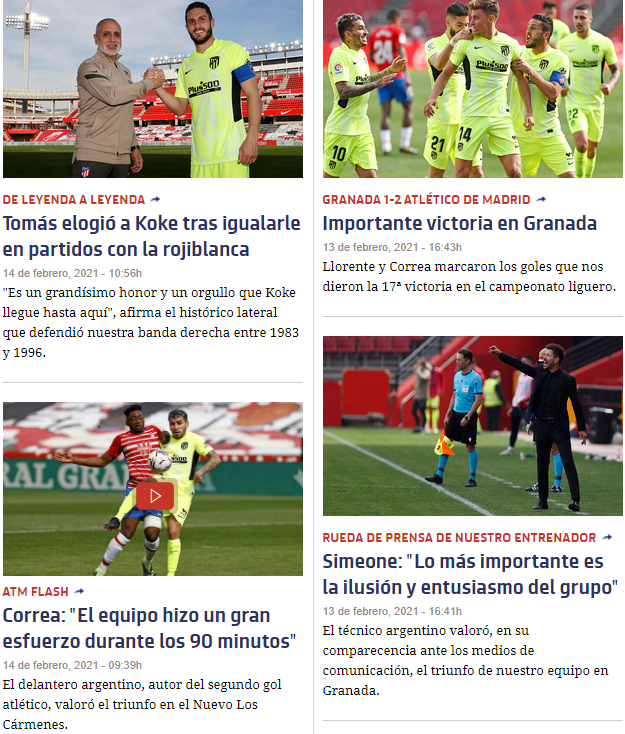 DE LEYENDA A LEYENDA
Tomás elogió a Koke tras igualarle
en partidos con la rojiblanca
14 de febrero, 2021 - 10:56h
"Es un grandísimo honor y un orgullo que Koke
llegue hasta aquí", afirma el histórico lateral
que defendió nuestra banda derecha entre 1983
y 1996.
ATM FLASH
Correa: "El equipo hizo un gran
esfuerzo durante los 90 minutos"
14 de febrero, 2021 - 09:39h
El delantero argentino, autor del segundo gol
atlético, valoró el triunfo en el Nuevo Los
Cármenes.
GRANADA 1-2 ATLÉTICO DE MADRID
Importante victoria en Granada
13 de febrero, 2021 - 16:43h
Llorente y Correa marcaron los goles que nos
dieron la 17ª victoria en el campeonato liguero.
RUEDA DE PRENSA DE NUESTRO ENTRENADOR
Simeone: "Lo más importante es
la ilusión y entusiasmo del grupo"
13 de febrero, 2021 - 16:41h
El técnico argentino valoró, en su
comparecencia ante los medios de
comunicación, el triunfo de nuestro equipo en
Granada.
Plus500
10
21
14
22
24
Plus500